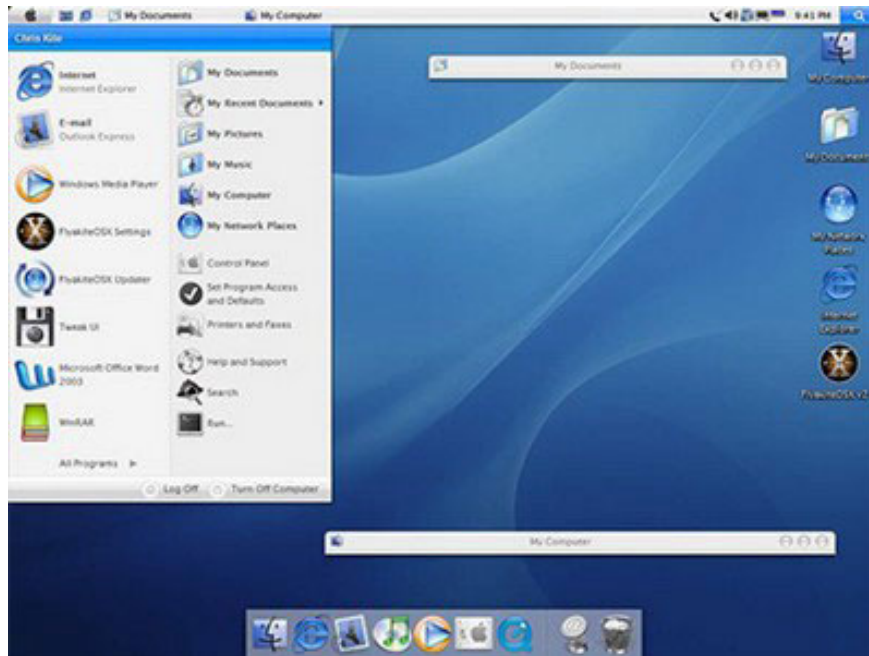 My Documents
My Computer
9:41 PM
Chris Kite
Internet
Internet Explorer
E-mail
Outlook Express
Windows Media Player
FlyakiteOSX Settings
FlyakiteOSX Updater
Tweak UI
Microsoft Office Word
2003
WinRAR
All Programs
My Documents
My Recent Documents
My Pictures
My Music
My Computer
My Network Places
Control Panel
Set Program Access
and Defaults
Printers and Faxes
Help and Support
Search
Run...
Log Off
Turn Off Computer
My Documents
My Computer
My Computer
My Documents
My Network
Places
Internet
Explorer
FlyakiteOSX v2